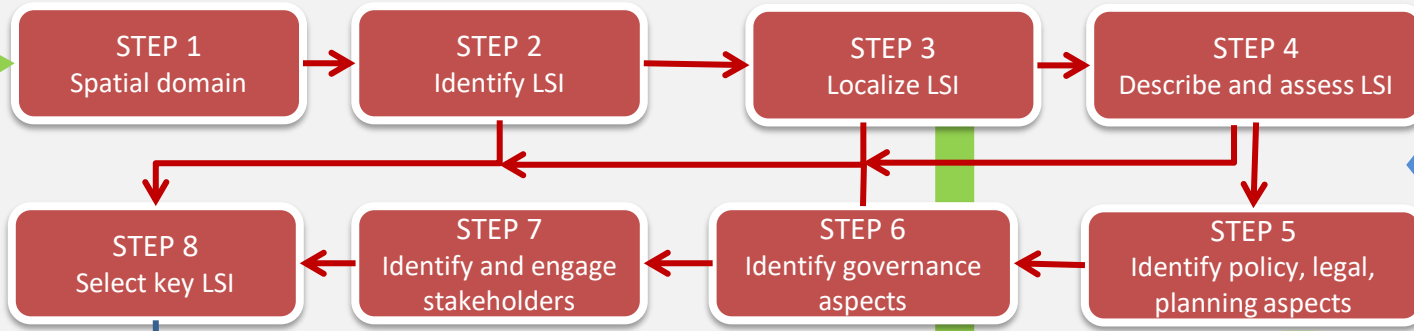 STEP 1
Spatial domain
STEP 2
Identify LSI
STEP 3
Localize LSI
STEP 4
Describe and assess LSI
STEP 8
Select key LSI
STEP 7
Identify and engage
stakeholders
STEP 6
Identify governance
aspects
STEP 5
Identify policy, legal,
planning aspects